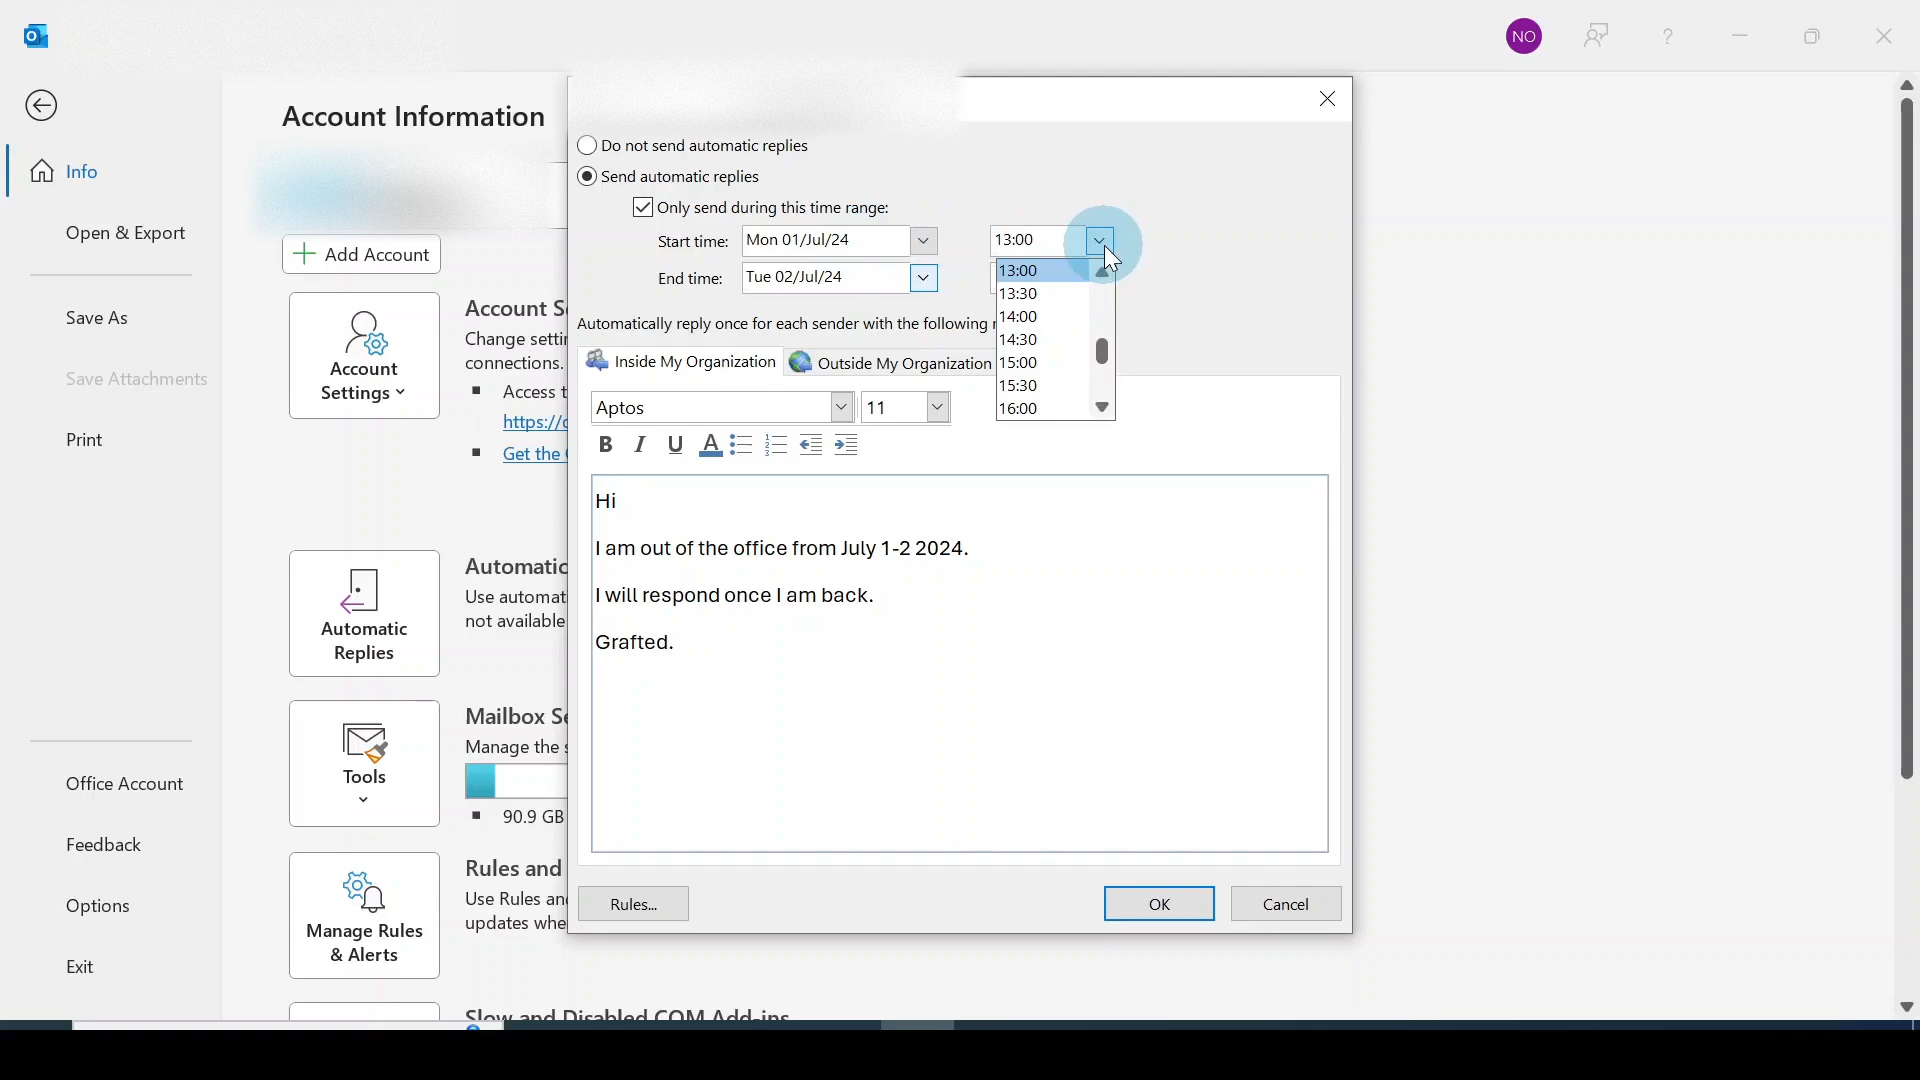 NO
?
Account Information
Info
Open & Export
Save As
Save Attachments
Print
Office Account
Feedback
Options
Exit
Add Account
Account
Settings
Change
connections.
Access
https://
Get the
Automatic
Replies
Use
not available
Tools
Mailbox
Manage the
90.9 GB
Manage Rules
& Alerts
Rules and
Use Rules
updates
Slow and Disabled COM Add-ins
Do not send automatic replies
Send automatic replies
Only send during this time range:
Start time: Mon 01/Jul/24 13:00
End time: Tue 02/Jul/24
13:00
13:30
14:00
14:30
15:00
15:30
16:00
Automatically reply once for each sender with the following
Inside My Organization Outside My Organization
Aptos 11
B I U A
Hi
I am out of the office from July 1-2 2024.
I will respond once I am back.
Grafted.
Rules... OK Cancel